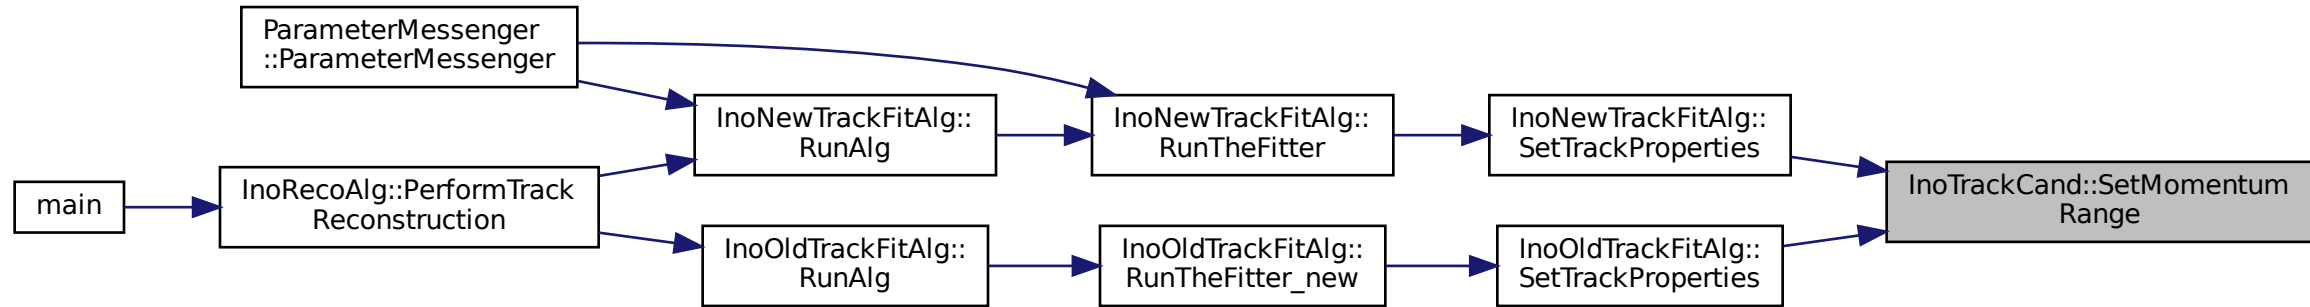 ParameterMessenger
::ParameterMessenger
InoNewTrackFitAlg::
RunAlg
InoNewTrackFitAlg::
RunTheFitter
InoNewTrackFitAlg::
SetTrackProperties
InoTrackCand::SetMomentum
Range
main
InoRecoAlg::PerformTrack
Reconstruction
InoOldTrackFitAlg::
RunAlg
InoOldTrackFitAlg::
RunTheFitter_new
InoOldTrackFitAlg::
SetTrackProperties